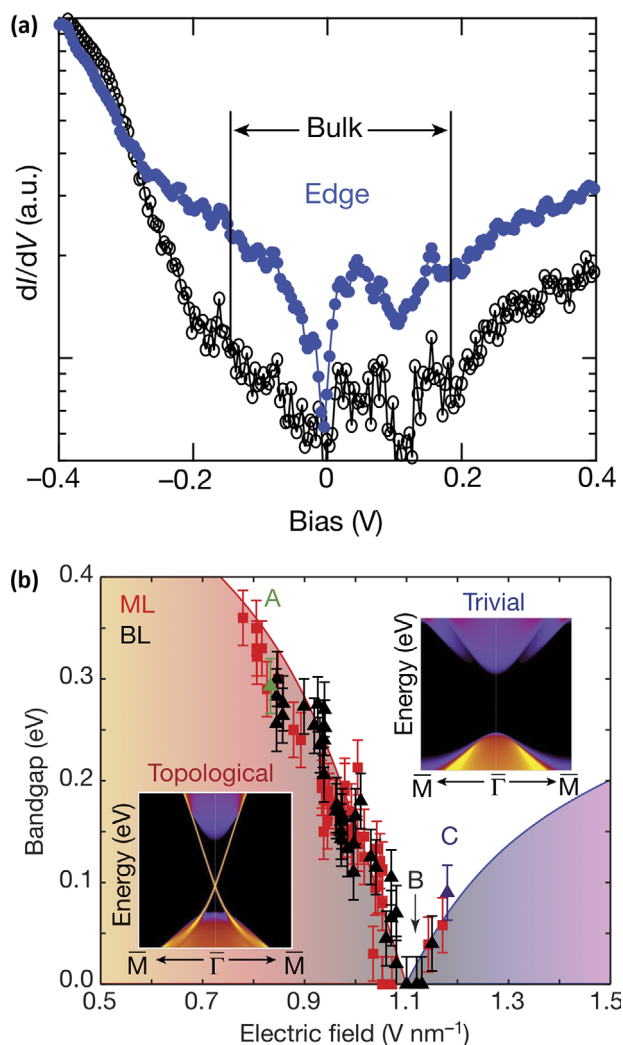 (a)
dI/dV (a.u.)
Bulk
Edge
−0.4
−0.2
0
0.2
0.4
Bias (V)
(b)
0.4
0.3
0.2
0.1
0.0
Bandgap (eV)
ML
BL
A
Trivial
Energy (eV)
M̅ Γ̅ M̅
Topological
Energy (eV)
M̅ Γ̅ M̅
C
B
0.5
0.7
0.9
1.1
1.3
1.5
Electric field (V nm⁻¹)